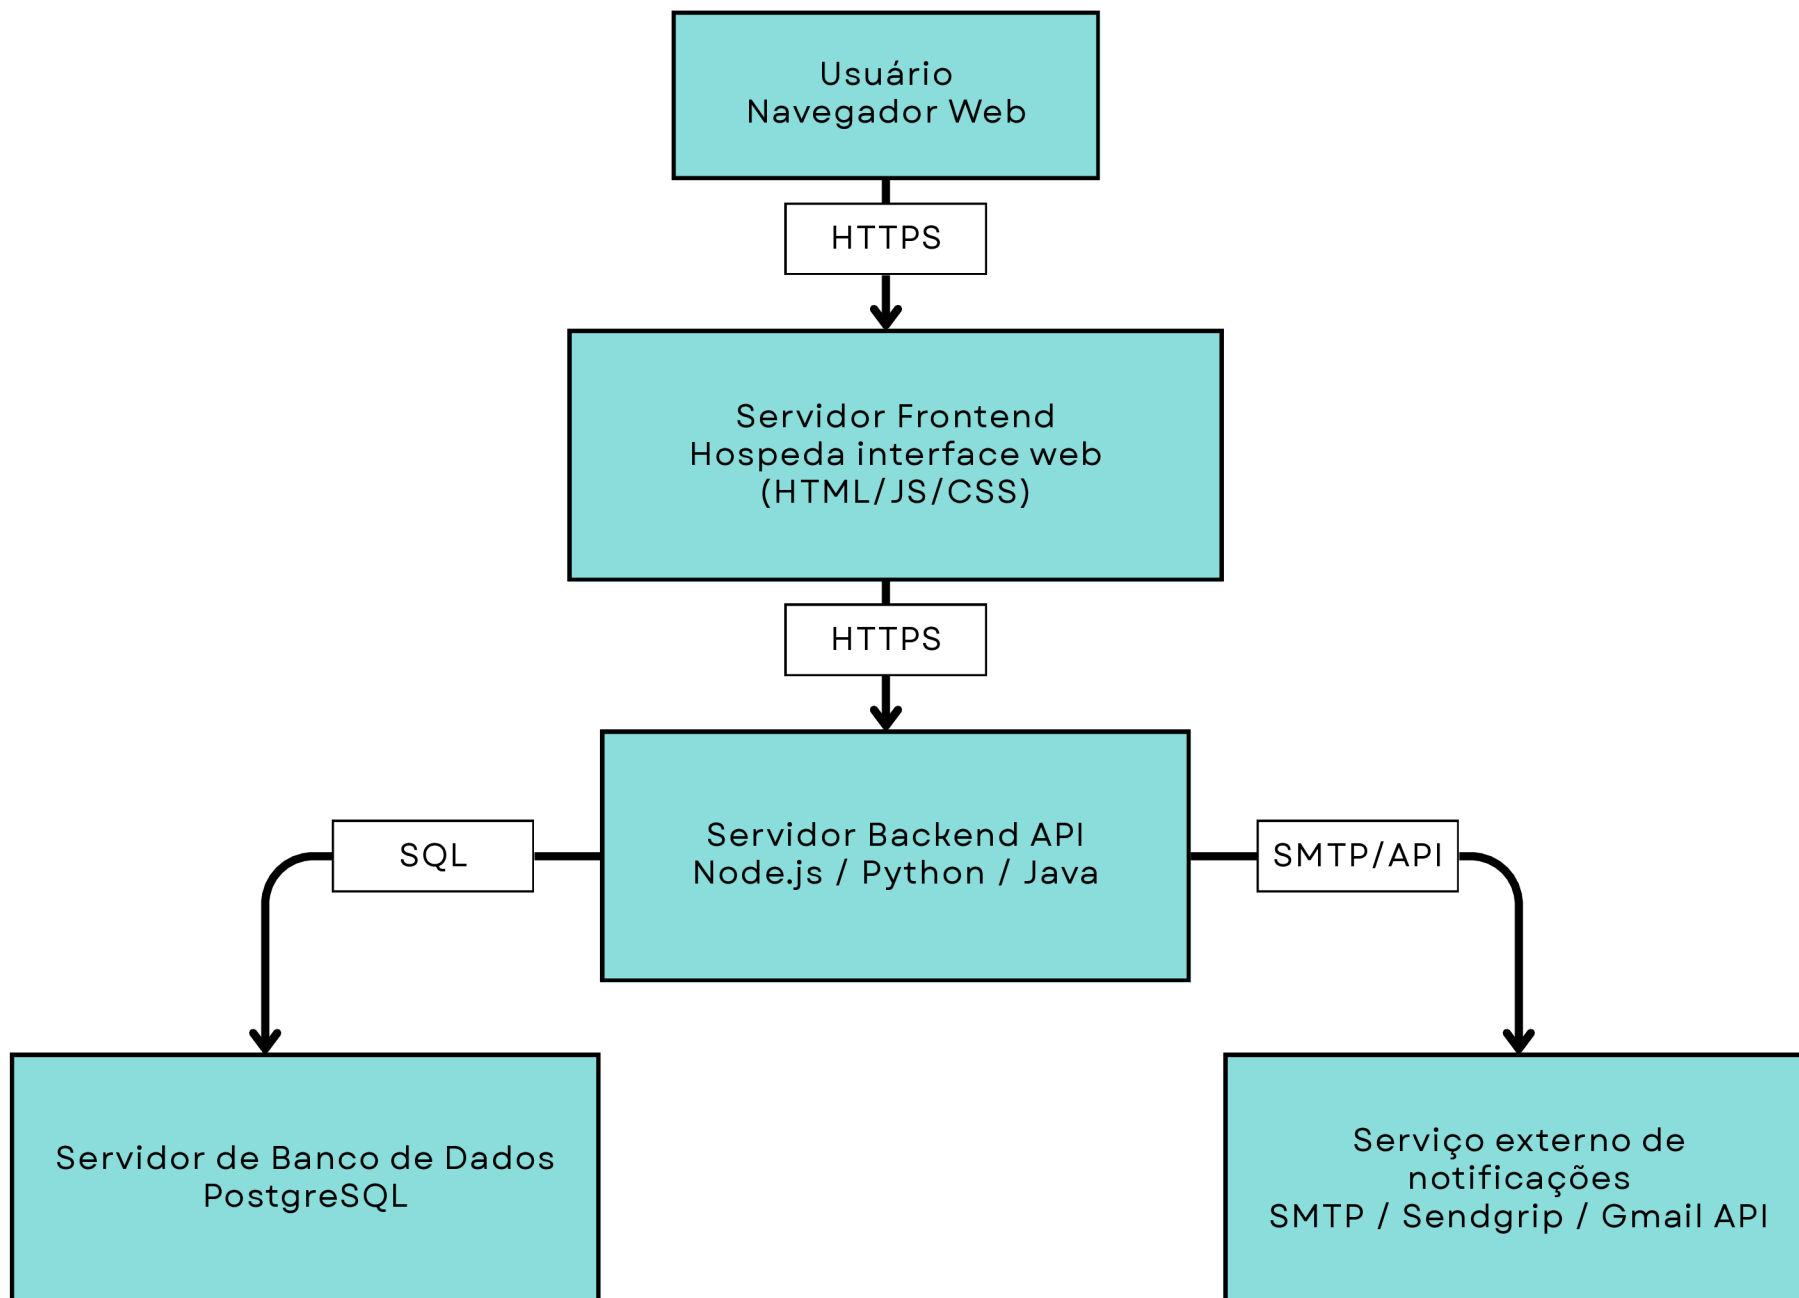 Usuário
Navegador Web
HTTPS
Servidor Frontend
Hospeda interface web
(HTML/JS/CSS)
HTTPS
Servidor Backend API
Node.js / Python / Java
SQL
SMTP/API
Servidor de Banco de Dados
PostgreSQL
Serviço externo de
notificações
SMTP / Sendgrip / Gmail API